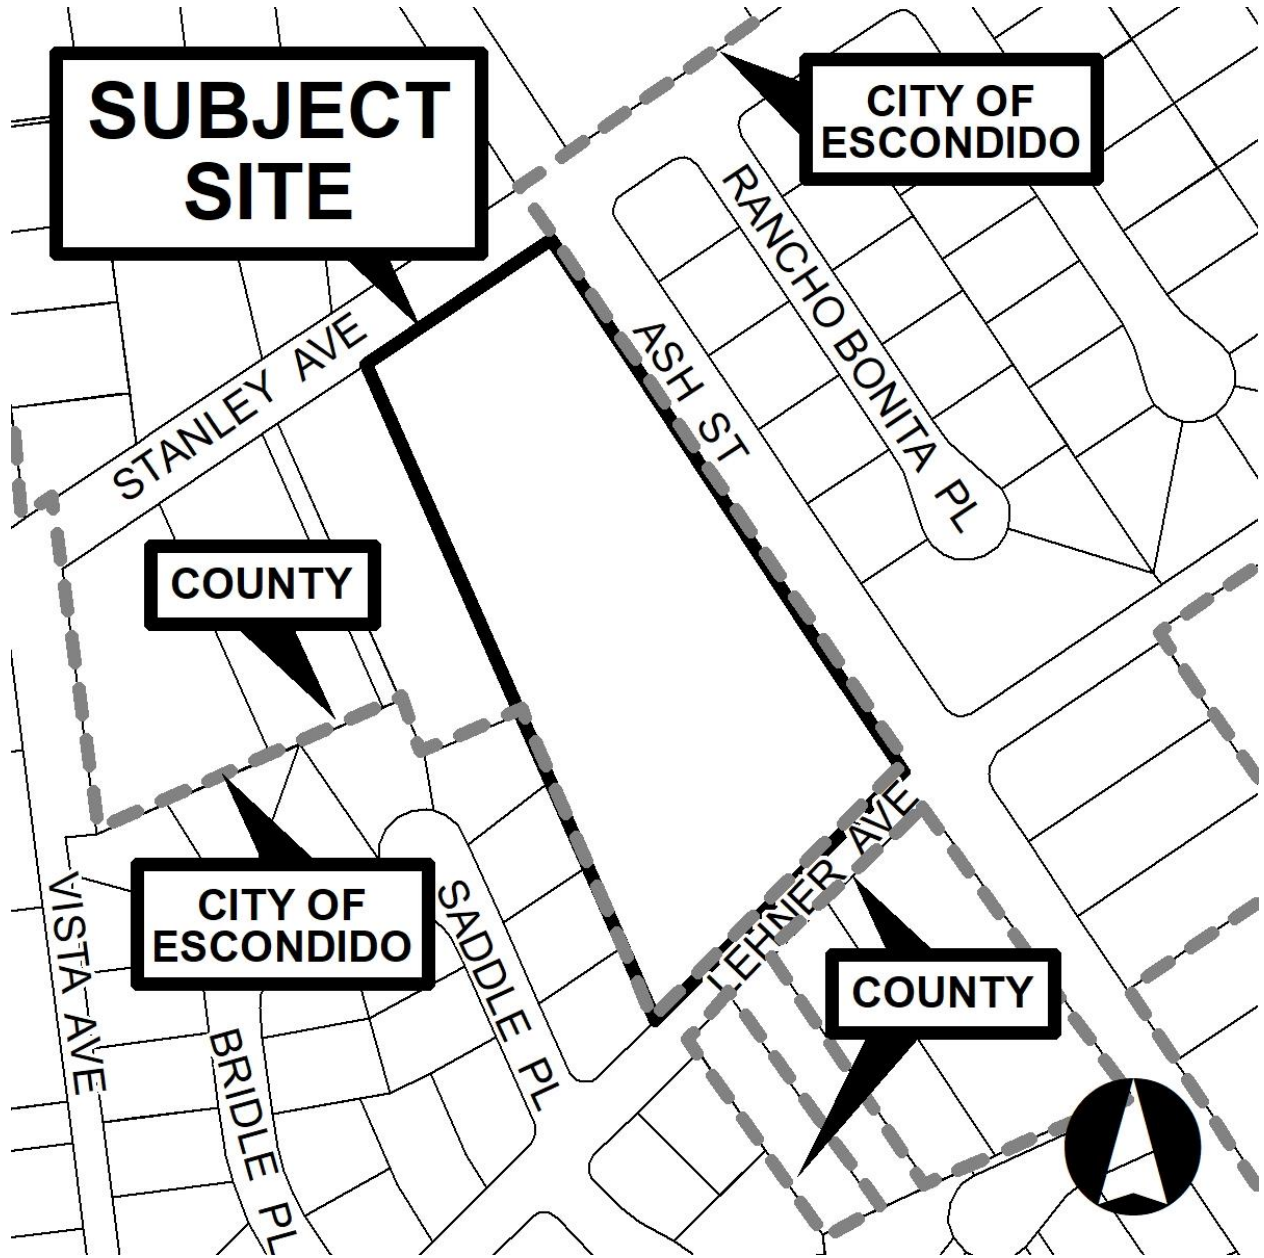 SUBJECT
SITE
CITY OF
ESCONDIDO
RANCHO BONITA PL
ASH ST
STANLEY AVE
COUNTY
CITY OF
ESCONDIDO
LEHNER AVE
COUNTY
SADDLE PL
VISTA AVE
BRIDLE PL